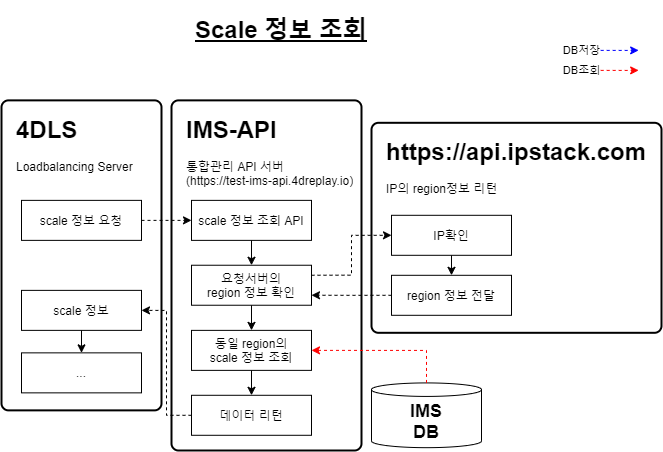 Scale 정보 조회
DB저장
DB조회
4DLS
Loadbalancing Server
scale 정보 요청
scale 정보
...
IMS-API
통합관리 API 서버
(https://test-ims-api.4dreplay.io)
scale 정보 조회 API
요청서버의
region 정보 확인
동일 region의
scale 정보 조회
데이터 리턴
https://api.ipstack.com
IP의 region정보 리턴
IP확인
region 정보 전달
IMS
DB